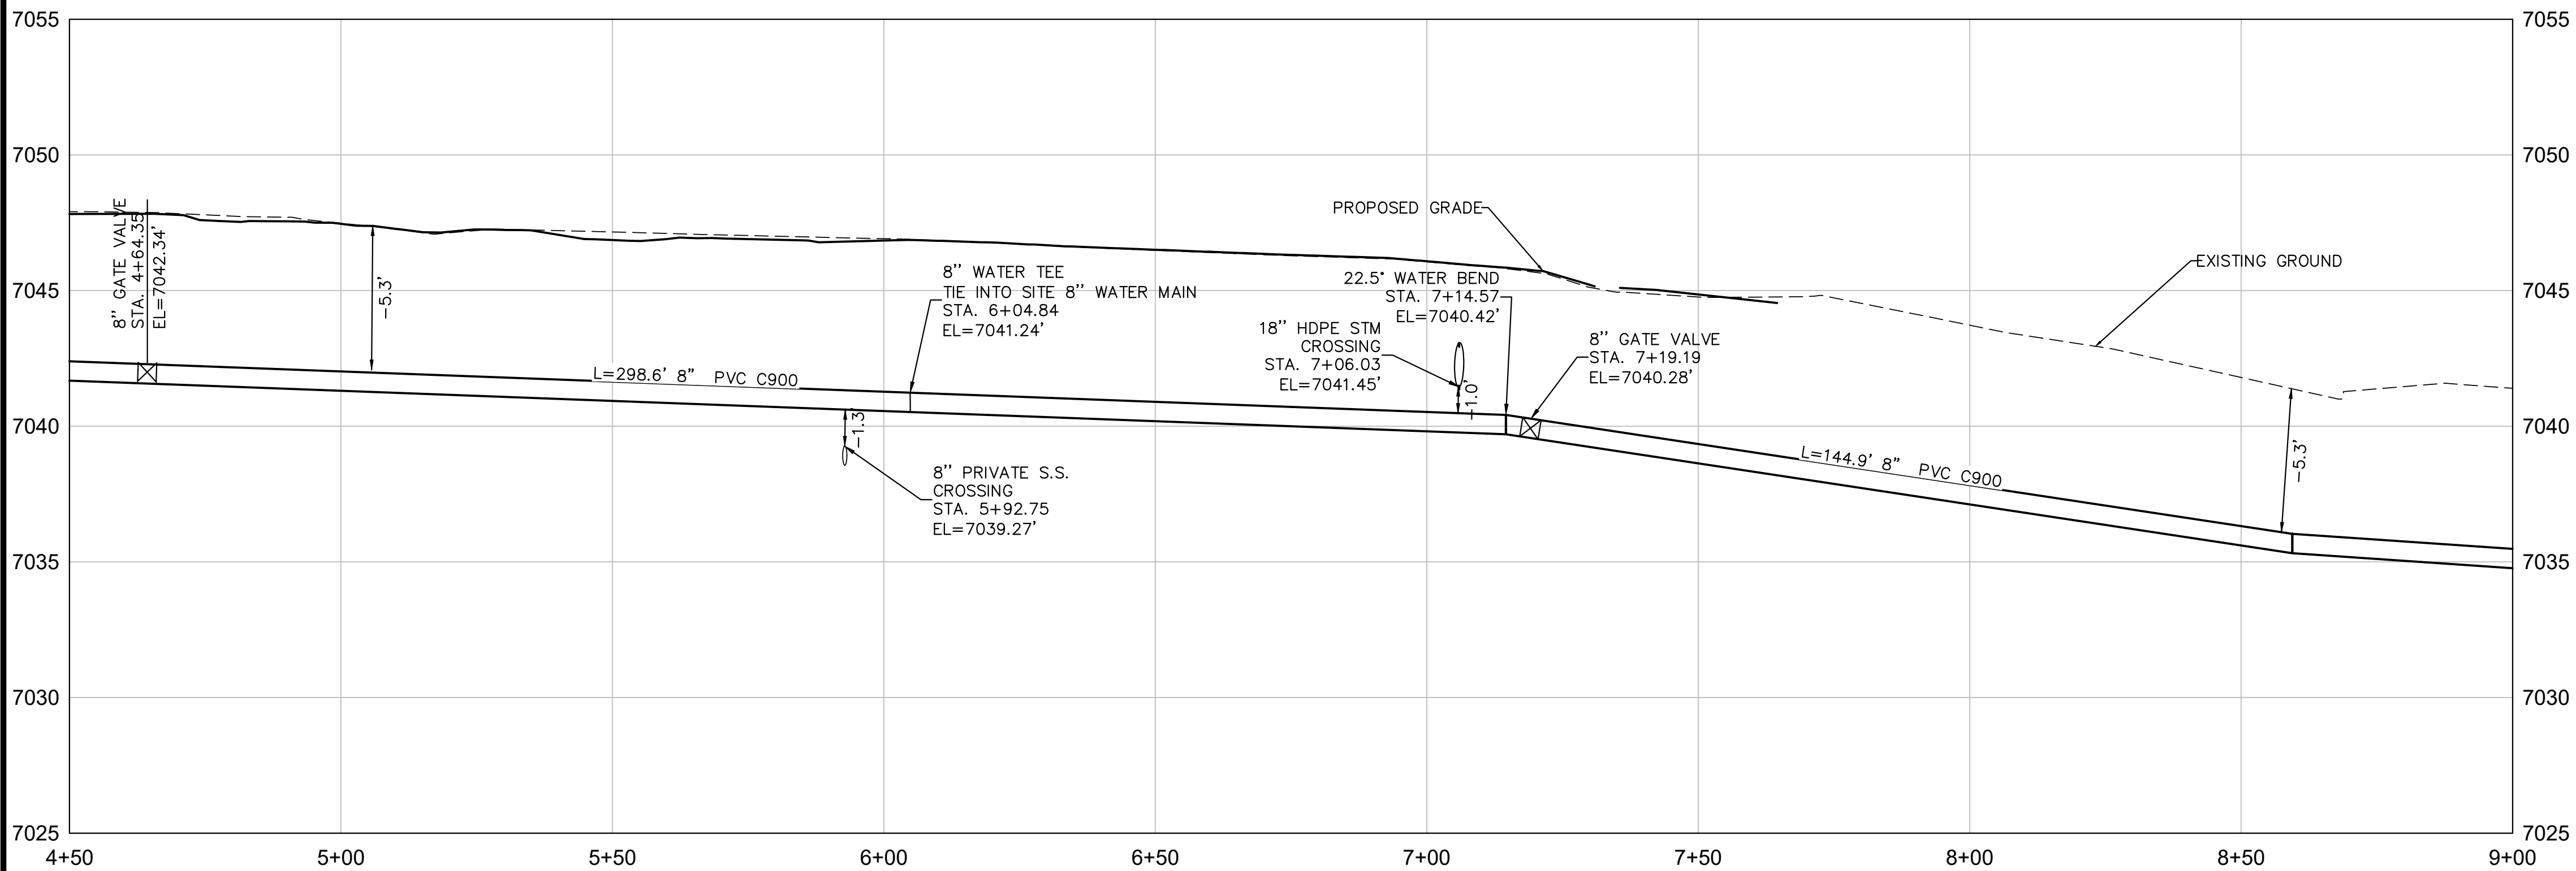 7055
7055
7050
7050
7045
7045
7040
7040
7035
7035
7030
7030
7025
7025
8'' GATE VALVE
STA. 4+64.35
EL=7042.34'
-5.3'
L=298.6' 8" PVC C900
8'' WATER TEE
TIE INTO SITE 8'' WATER MAIN
STA. 6+04.84
EL=7041.24'
-1.3'
8'' PRIVATE S.S.
CROSSING
STA. 5+92.75
EL=7039.27'
PROPOSED GRADE
22.5° WATER BEND
STA. 7+14.57
EL=7040.42'
18'' HDPE STM
CROSSING
STA. 7+06.03
EL=7041.45'
-1.0'
8'' GATE VALVE
STA. 7+19.19
EL=7040.28'
EXISTING GROUND
L=144.9' 8" PVC C900
-5.3'
4+50
5+00
5+50
6+00
6+50
7+00
7+50
8+00
8+50
9+00